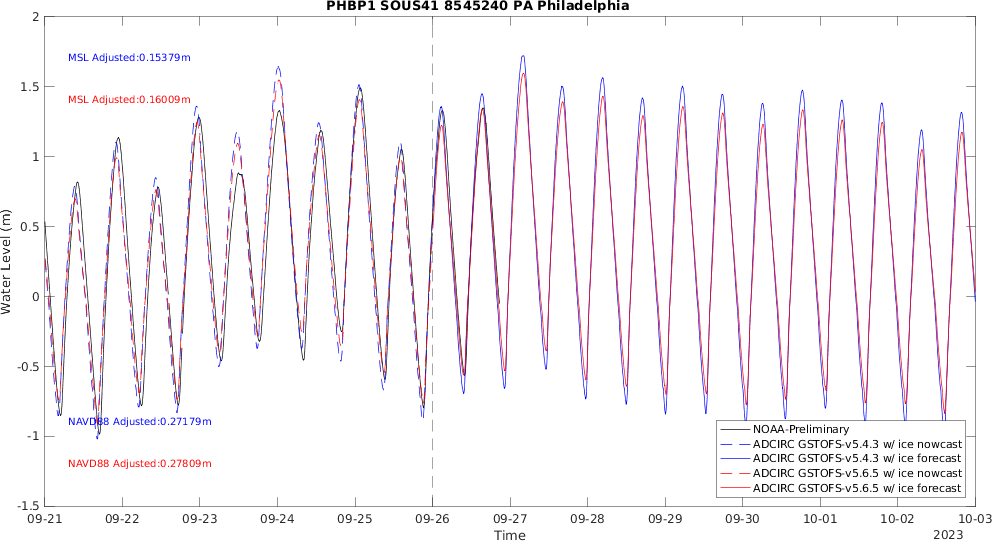 PHBP1 SOUS41 8545240 PA Philadelphia
2
1.5
1
0.5
0
-0.5
-1
-1.5
Water Level (m)
MSL Adjusted:0.15379m
MSL Adjusted:0.16009m
NAVD88 Adjusted:0.27179m
NAVD88 Adjusted:0.27809m
NOAA-Preliminary
ADCIRC GSTOFS-v5.4.3 w/ ice nowcast
ADCIRC GSTOFS-v5.4.3 w/ ice forecast
ADCIRC GSTOFS-v5.6.5 w/ ice nowcast
ADCIRC GSTOFS-v5.6.5 w/ ice forecast
09-21 09-22 09-23 09-24 09-25 09-26 09-27 09-28 09-29 09-30 10-01 10-02 10-03
Time
2023